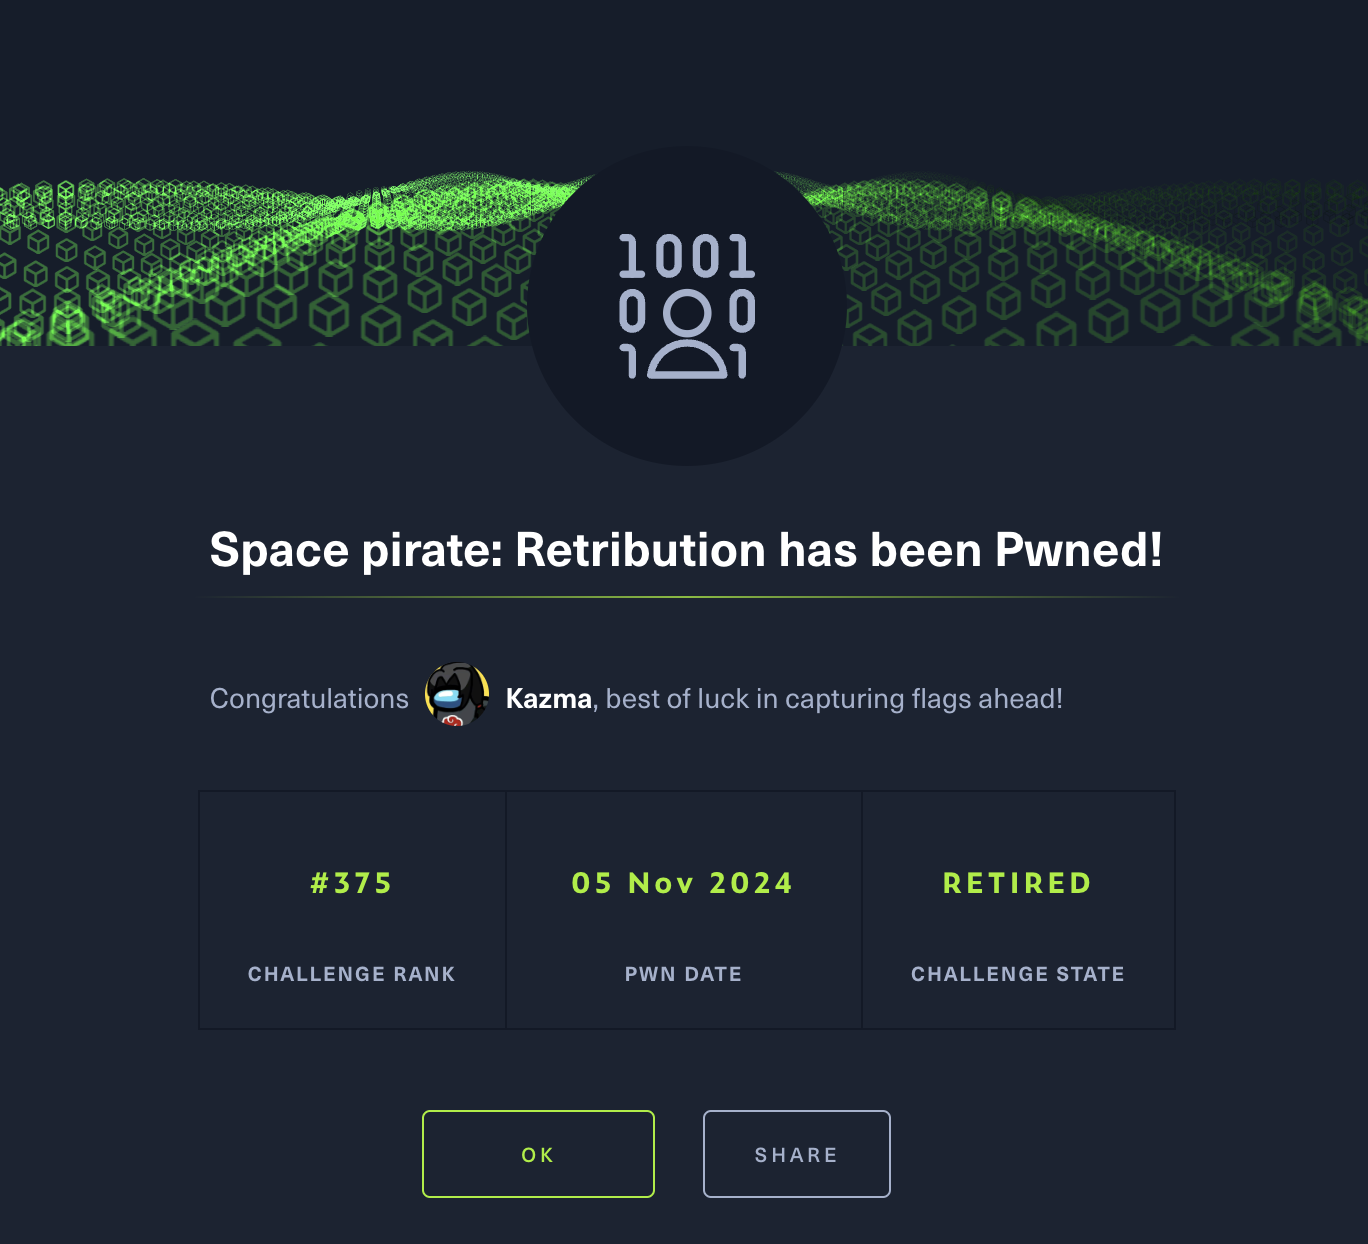 1001
0 0
1 1
Space pirate: Retribution has been Pwned!
Congratulations Kazma, best of luck in capturing flags ahead!
#375 05 Nov 2024 RETIRED
CHALLENGE RANK PWN DATE CHALLENGE STATE
OK SHARE